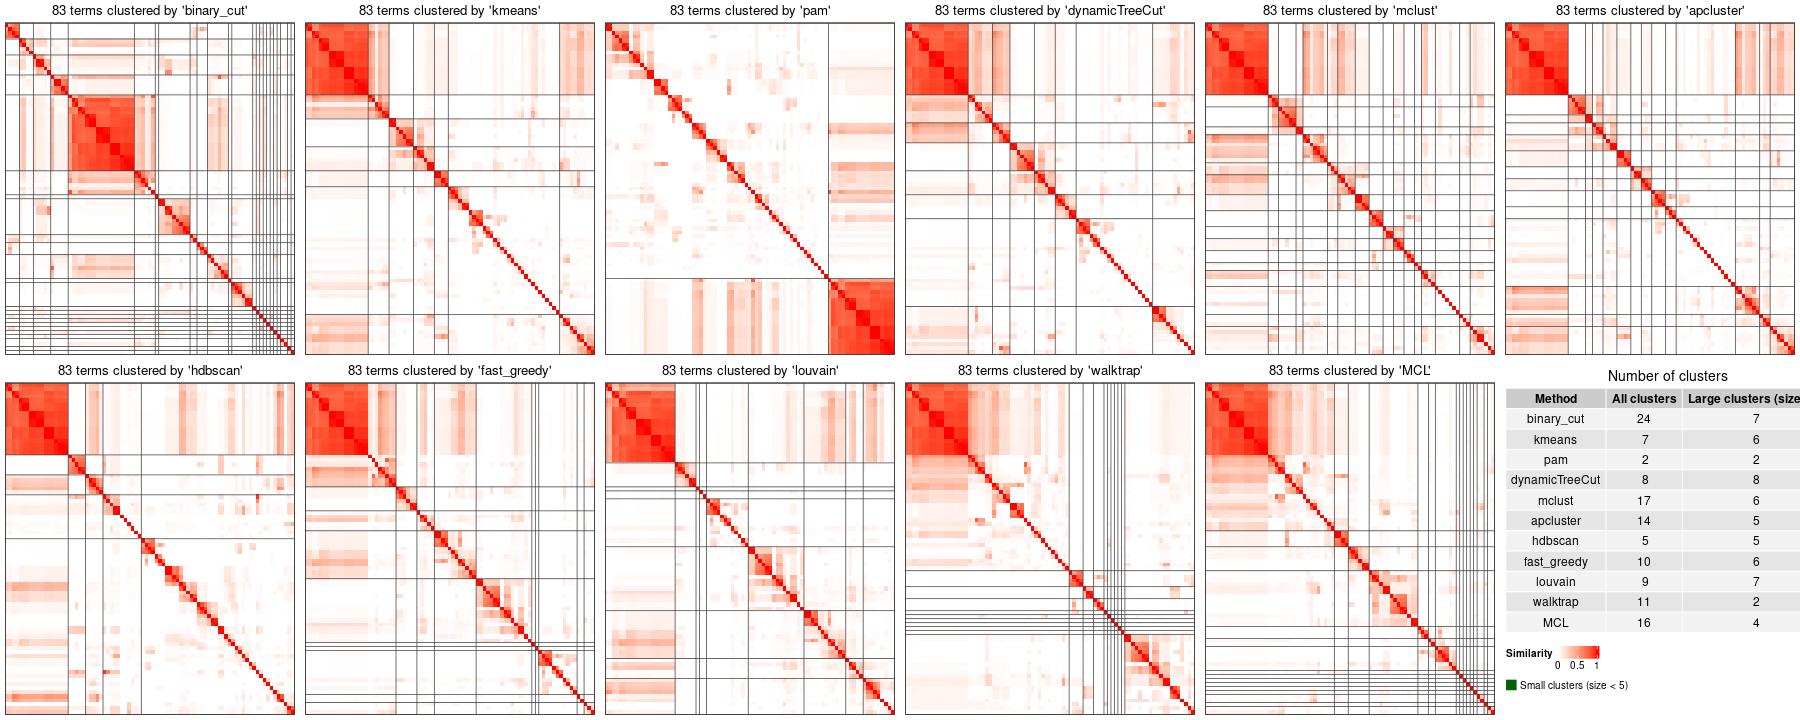 83 terms clustered by 'binary_cut'
83 terms clustered by 'kmeans'
83 terms clustered by 'pam'
83 terms clustered by 'dynamicTreeCut'
83 terms clustered by 'mclust'
83 terms clustered by 'apcluster'
83 terms clustered by 'hdbscan'
83 terms clustered by 'fast_greedy'
83 terms clustered by 'louvain'
83 terms clustered by 'walktrap'
83 terms clustered by 'MCL'
Number of clusters
Method All clusters Large clusters (size
binary_cut 24 7
kmeans 7 6
pam 2 2
dynamicTreeCut 8 8
mclust 17 6
apcluster 14 5
hdbscan 5 5
fast_greedy 10 6
louvain 9 7
walktrap 11 2
MCL 16 4
Similarity
0 0.5 1
Small clusters (size < 5)